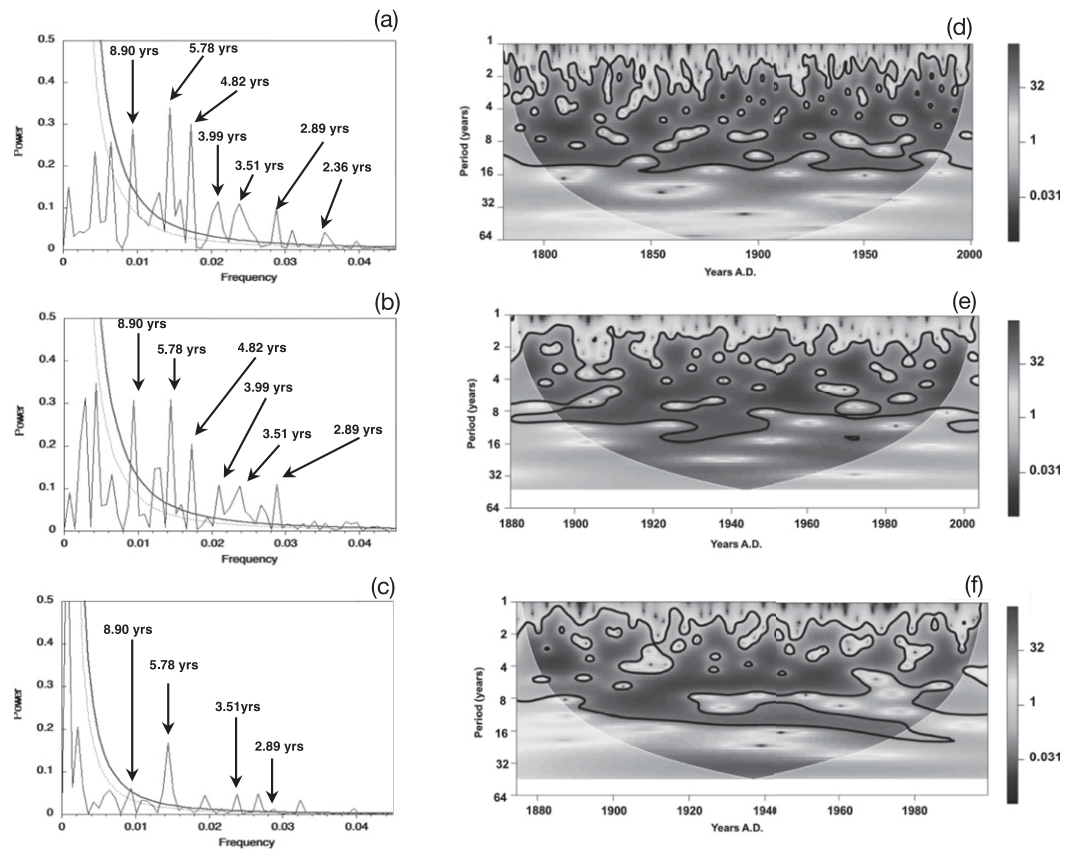 (a)
0.5
0.4
0.3
0.2
0.1
0
Power
8.90 yrs
5.78 yrs
4.82 yrs
3.99 yrs
3.51 yrs
2.89 yrs
2.36 yrs
0 0.01 0.02 0.03 0.04
Frequency
(d)
1
2
4
8
16
32
64
Period (years)
1800 1850 1900 1950 2000
Years A.D.
32
1
0.031
(b)
0.5
0.4
0.3
0.2
0.1
0
Power
8.90 yrs
5.78 yrs
4.82 yrs
3.99 yrs
3.51 yrs
2.89 yrs
0 0.01 0.02 0.03 0.04
Frequency
(e)
1
2
4
8
16
32
64
Period (years)
1880 1900 1920 1940 1960 1980 2000
Years A.D.
32
1
0.031
(c)
0.5
0.4
0.3
0.2
0.1
0
Power
8.90 yrs
5.78 yrs
3.51yrs
2.89 yrs
0 0.01 0.02 0.03 0.04
Frequency
(f)
1
2
4
8
16
32
64
Period (years)
1880 1900 1920 1940 1960 1980
Years A.D.
32
1
0.031